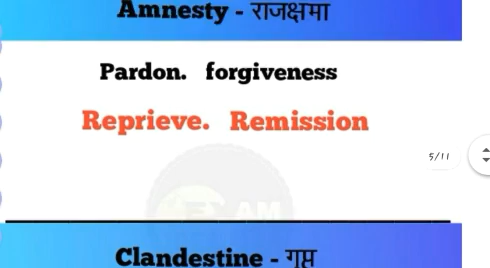 Amnesty - राजक्षमा
Pardon. forgiveness
Reprieve. Remission
5/11
Clandestine - गुप्त